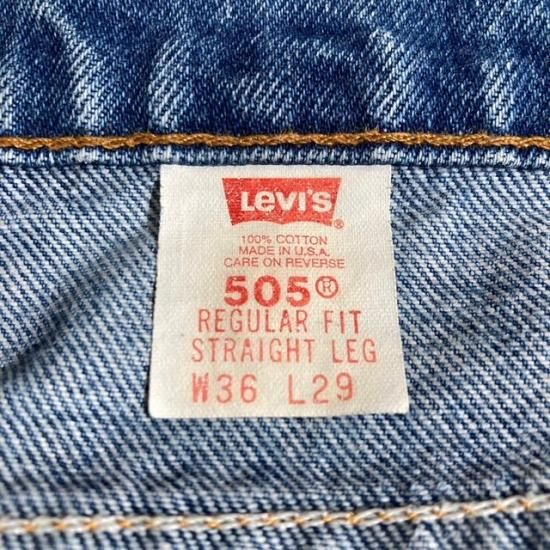 Levi's ®
100% COTTON
MADE IN U.S.A.
CARE ON REVERSE
505®
REGULAR FIT
STRAIGHT LEG
W36 L29